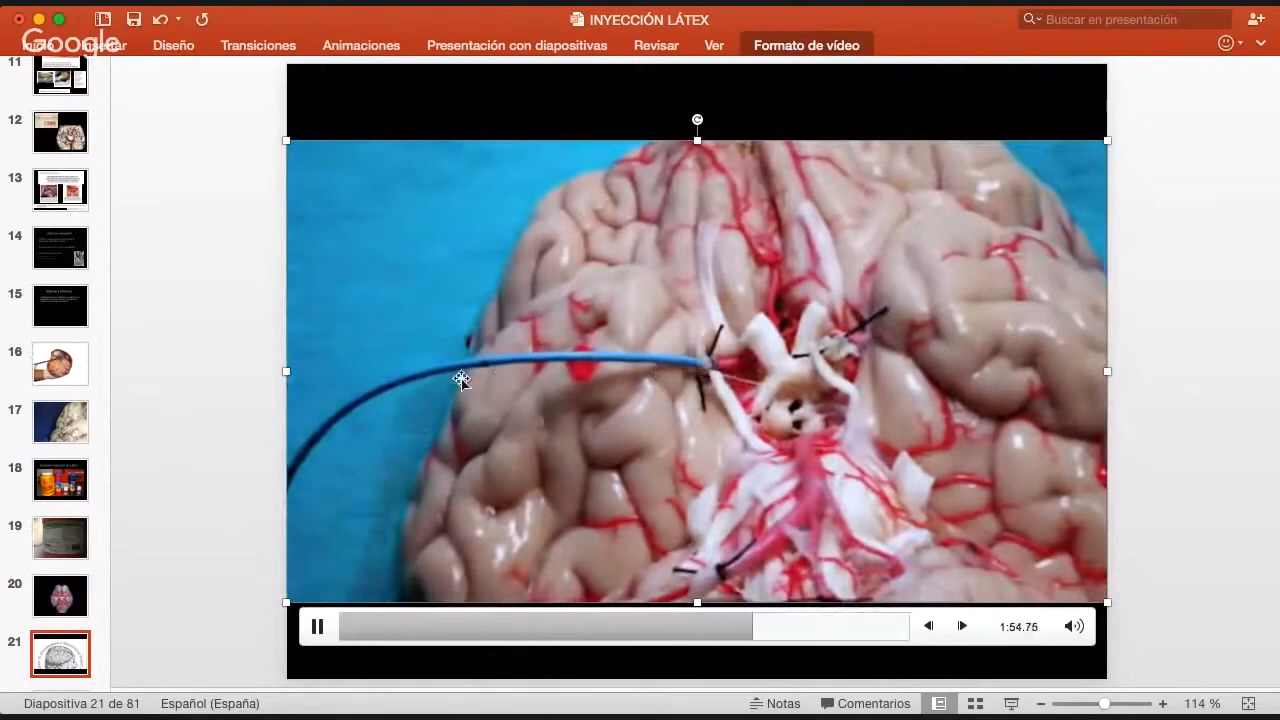 INYECCIÓN LÁTEX
Buscar en presentación
Google
Inicio Insertar Diseño Transiciones Animaciones Presentación con diapositivas Revisar Ver Formato de vídeo
11
12
13
14
15
16
17
18
19
20
21
1:54.75
Diapositiva 21 de 81 Español (España) Notas Comentarios 114 %